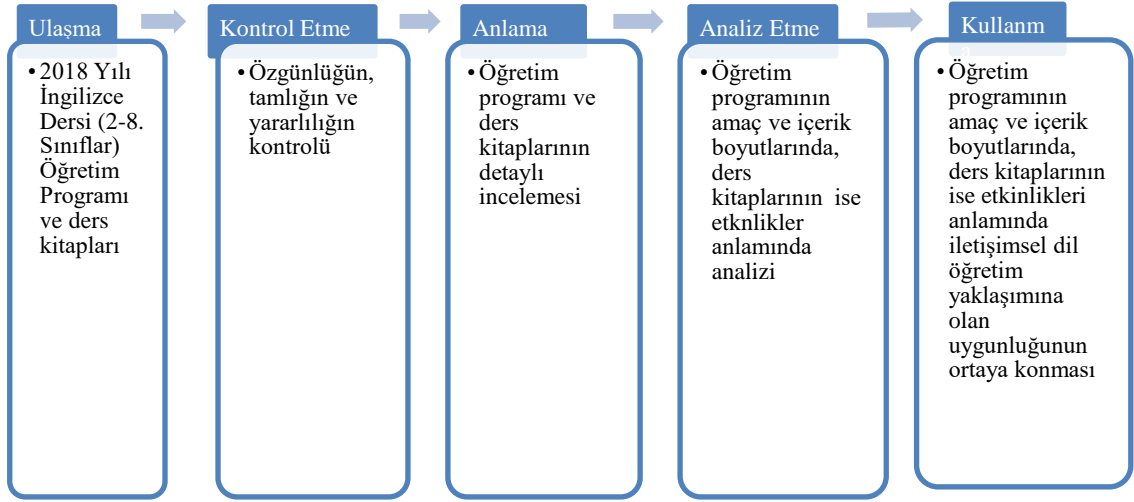 Ulaşma
• 2018 Yılı
İngilizce
Dersi (2-8.
Sınıflar)
Öğretim
Programı
ve ders
kitapları
Kontrol Etme
• Özgünlüğün,
tamlığın ve
yararlılığın
kontrolü
Anlama
• Öğretim
programı ve
ders
kitaplarının
detaylı
incelemesi
Analiz Etme
• Öğretim
programının
amaç ve içerik
boyutlarında,
ders
kitaplarının ise
etknlikler
anlamında
analizi
Kullanm
a
• Öğretim
programının
amaç ve içerik
boyutlarında,
ders kitaplarının
ise etkinlikleri
anlamında
iletişimsel dil
öğretim
yaklaşımına
olan
uygunluğunun
ortaya konması